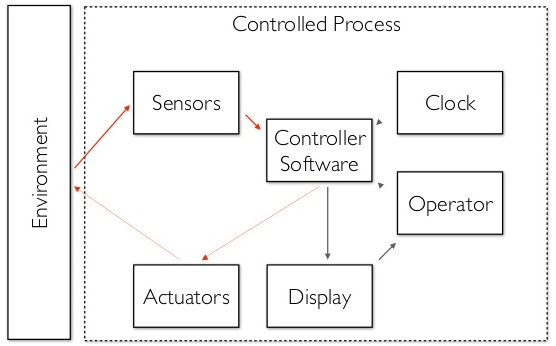 Controlled Process
Environment
Sensors
Clock
Controller
Software
Operator
Actuators
Display